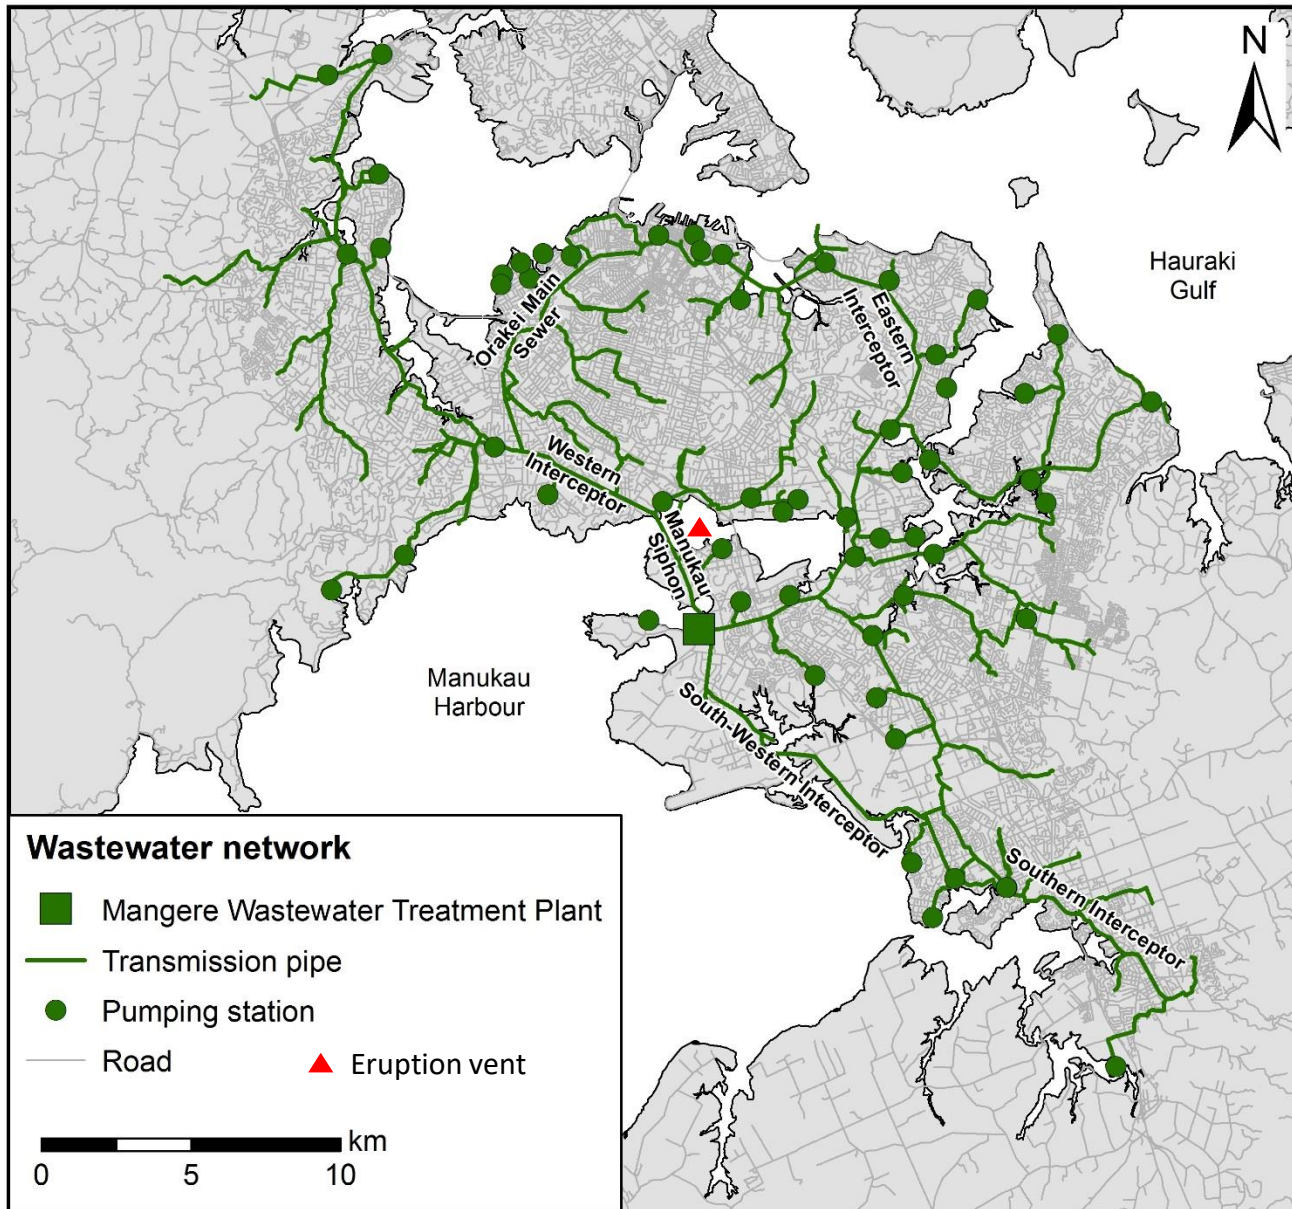 N
Hauraki
Gulf
Orakei Main
Sewer
Eastern
Interceptor
Western
Interceptor
Manukau
Siphon
Manukau
Harbour
South-Western Interceptor
Southern Interceptor
Wastewater network
Mangere Wastewater Treatment Plant
Transmission pipe
Pumping station
Road
Eruption vent
km
0 5 10